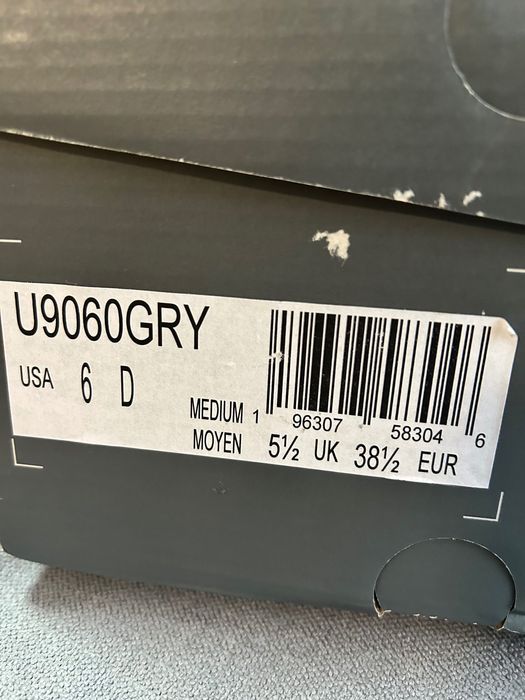 U9060GRY
USA 6 D
MEDIUM 1 96307 58304 6
MOYEN 5½ UK 38½ EUR